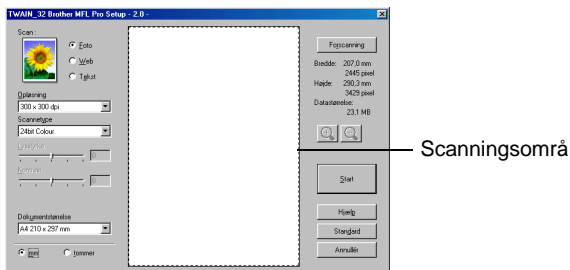 TWAIN_32 Brother MFL Pro Setup - 2.0 -
Scan:
Foto
Web
Tekst
Opløsning
300 x 300 dpi
Scannetype
24bit Colour
Lysstyrke
0
Kontrast
0
Dokumentstørrelse
A4 210 x 297 mm
mm
tommer
Forscanning
Bredde: 207,0 mm
2445 pixel
Højde: 290,3 mm
3429 pixel
Datastørrelse:
23,1 MB
Start
Hjælp
Standard
Annullér
Scanningsområ